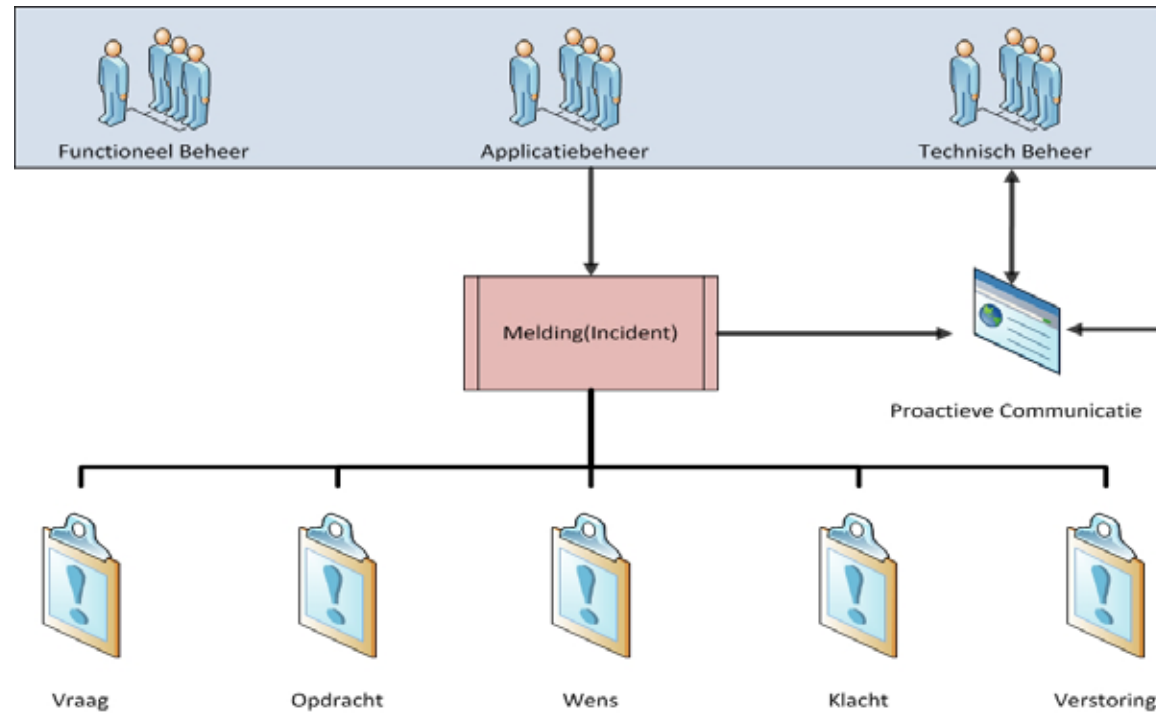 Functioneel Beheer
Applicatiebeheer
Technisch Beheer
Melding(Incident)
Proactieve Communicatie
Vraag
Opdracht
Wens
Klacht
Verstoring